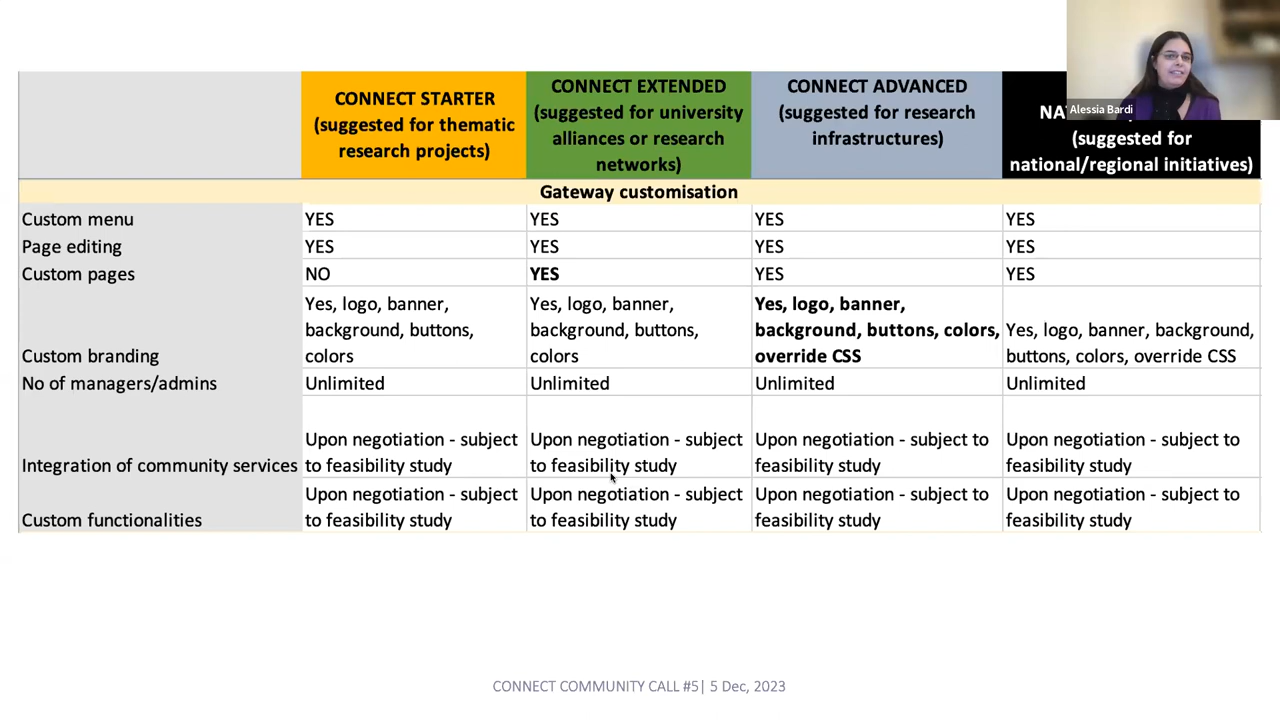 CONNECT STARTER
(suggested for thematic
research projects)
CONNECT EXTENDED
(suggested for university
alliances or research
networks)
CONNECT ADVANCED
(suggested for research
infrastructures)
(suggested for
national/regional initiatives)
Alessia Bardi
Gateway customisation
Custom menu YES YES YES YES
Page editing YES YES YES YES
Custom pages NO YES YES YES
Custom branding
Yes, logo, banner,
background, buttons,
colors
Yes, logo, banner,
background, buttons,
colors
Yes, logo, banner,
background, buttons, colors,
override CSS
Yes, logo, banner, background,
buttons, colors, override CSS
No of managers/admins Unlimited Unlimited Unlimited Unlimited
Integration of community services
Upon negotiation - subject
to feasibility study
Upon negotiation - subject
to feasibility study
Upon negotiation - subject to
feasibility study
Upon negotiation - subject to
feasibility study
Custom functionalities
Upon negotiation - subject
to feasibility study
Upon negotiation - subject
to feasibility study
Upon negotiation - subject to
feasibility study
Upon negotiation - subject to
feasibility study
CONNECT COMMUNITY CALL #5| 5 Dec, 2023